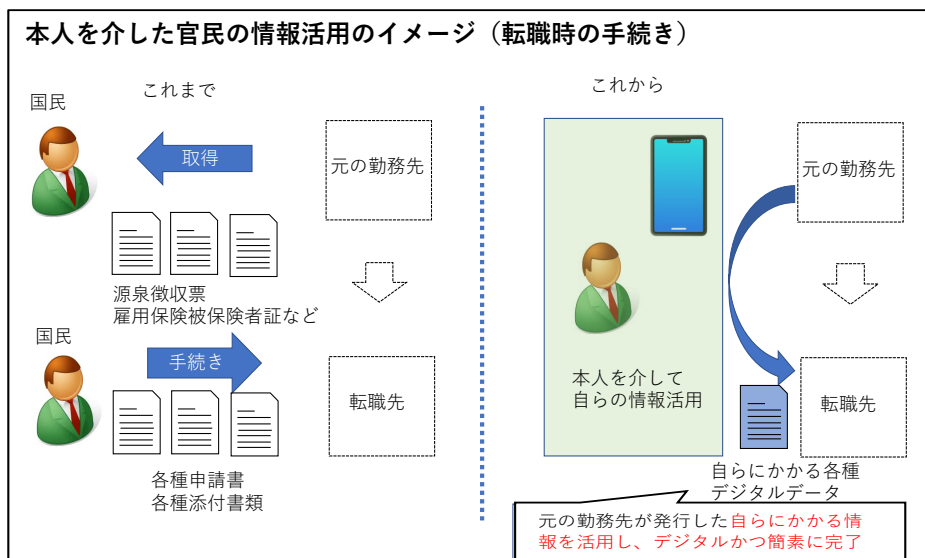 本人を介した官民の情報活用のイメージ（転職時の手続き）
これまで
国民
取得
元の勤務先
源泉徴収票
雇用保険被保険者証など
国民
手続き
転職先
各種申請書
各種添付書類
これから
元の勤務先
本人を介して
自らの情報活用
転職先
自らにかかる各種
デジタルデータ
元の勤務先が発行した自らにかかる情
報を活用し、デジタルかつ簡素に完了